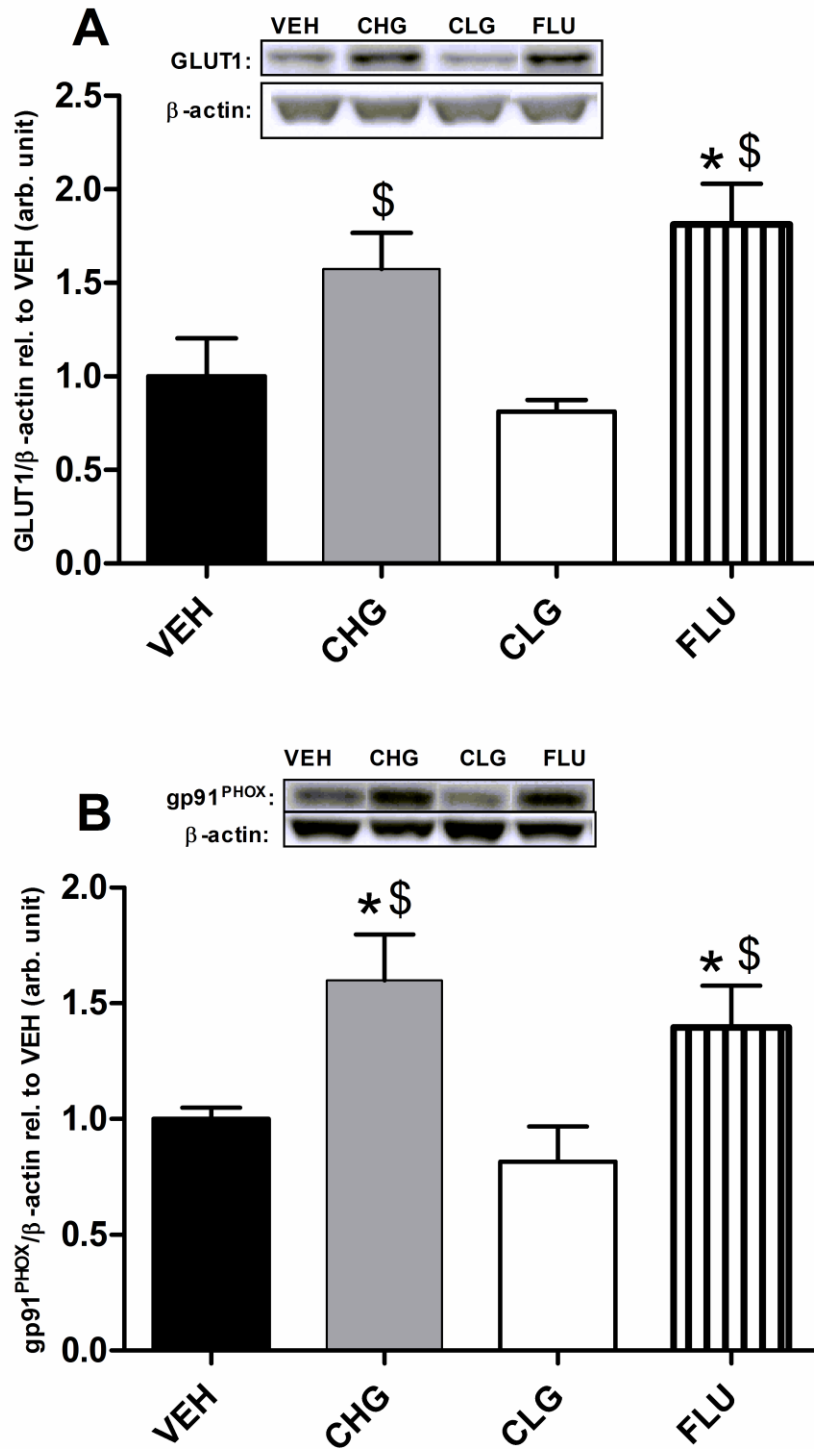 A
VEH CHG CLG FLU
GLUT1:
β-actin:
GLUT1/β-actin rel. to VEH (arb. unit)
2.5
2.0
1.5
1.0
0.5
0.0
$
* $
VEH CHG CLG FLU
B
VEH CHG CLG FLU
gp91PHOX:
β-actin:
gp91PHOX/β-actin rel. to VEH (arb. unit)
2.0
1.5
1.0
0.5
0.0
*$
* $
VEH CHG CLG FLU